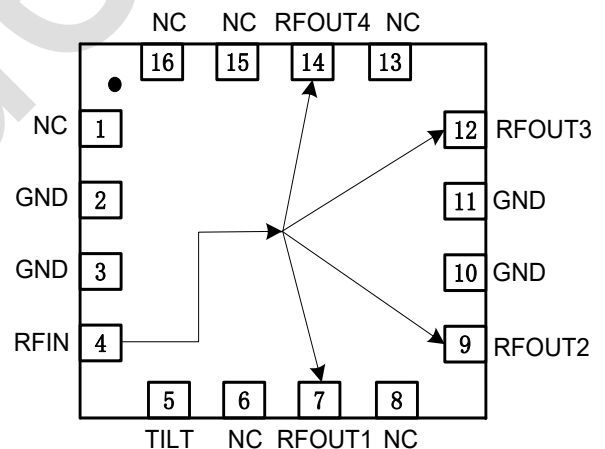 NC NC RFOUT4 NC
16 15 14 13
NC 1 12 RFOUT3
GND 2 11 GND
GND 3 10 GND
RFIN 4 9 RFOUT2
5 6 7 8
TILT NC RFOUT1 NC